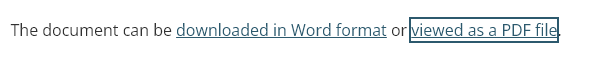 The document can be downloaded in Word format or viewed as a PDF file.